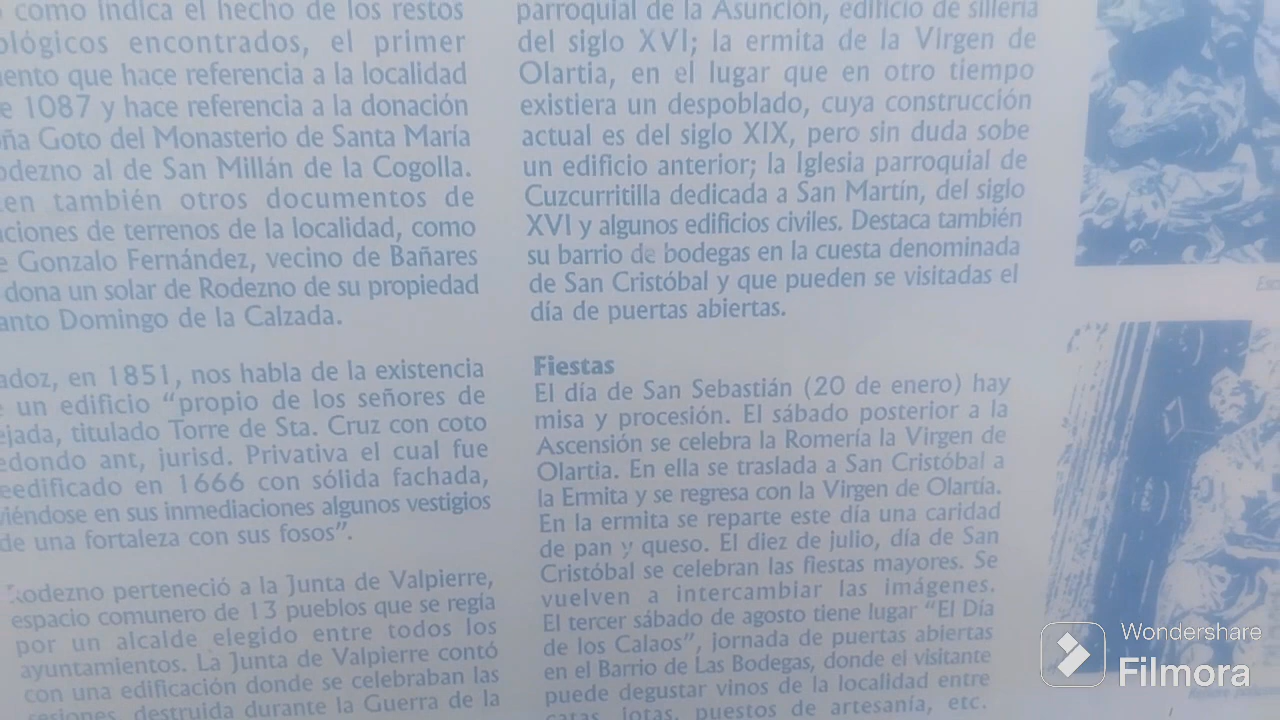 como indica el hecho de los restos
ológicos encontrados, el primer
ento que hace referencia a la localidad
e 1087 y hace referencia a la donación
ña Goto del Monasterio de Santa María
odezno al de San Millán de la Cogolla.
en también otros documentos de
ciones de terrenos de la localidad, como
e Gonzalo Fernández, vecino de Bañares
dona un solar de Rodezno de su propiedad
anto Domingo de la Calzada.
adoz, en 1851, nos habla de la existencia
un edificio "propio de los señores de
ejada, titulado Torre de Sta. Cruz con coto
edondo ant, jurisd. Privativa el cual fue
eedificado en 1666 con sólida fachada,
viéndose en sus inmediaciones algunos vestigios
de una fortaleza con sus fosos".
Rodezno perteneció a la Junta de Valpierre,
espacio comunero de 13 pueblos que se regía
por un alcalde elegido entre todos los
ayuntamientos. La Junta de Valpierre contó
con una edificación donde se celebraban las
destruida durante la Guerra de la
parroquial de la Asunción, edificio de sillería
del siglo XVI; la ermita de la VIrgen de
Olartia, en el lugar que en otro tiempo
existiera un despoblado, cuya construcción
actual es del siglo XIX, pero sin duda sobe
un edificio anterior; la Iglesia parroquial de
Cuzcurritilla dedicada a San Martín, del siglo
XVI y algunos edificios civiles. Destaca también
su barrio de bodegas en la cuesta denominada
de San Cristóbal y que pueden se visitadas el
día de puertas abiertas.
Fiestas
El día de San Sebastián (20 de enero) hay
misa y procesión. El sábado posterior a la
Ascensión se celebra la Romería la Virgen de
Olartia. En ella se traslada a San Cristóbal a
la Ermita y se regresa con la Virgen de Olartía.
En la ermita se reparte este día una caridad
de pan y queso. El diez de julio, día de San
Cristóbal se celebran las fiestas mayores. Se
vuelven a intercambiar las imágenes.
El tercer sábado de agosto tiene lugar "El Día
de los Calaos", jornada de puertas abiertas
en el Barrio de Las Bodegas, donde el visitante
puede degustar vinos de la localidad entre
catas, jotas, puestos de artesanía, etc.
Wondershare
Filmora